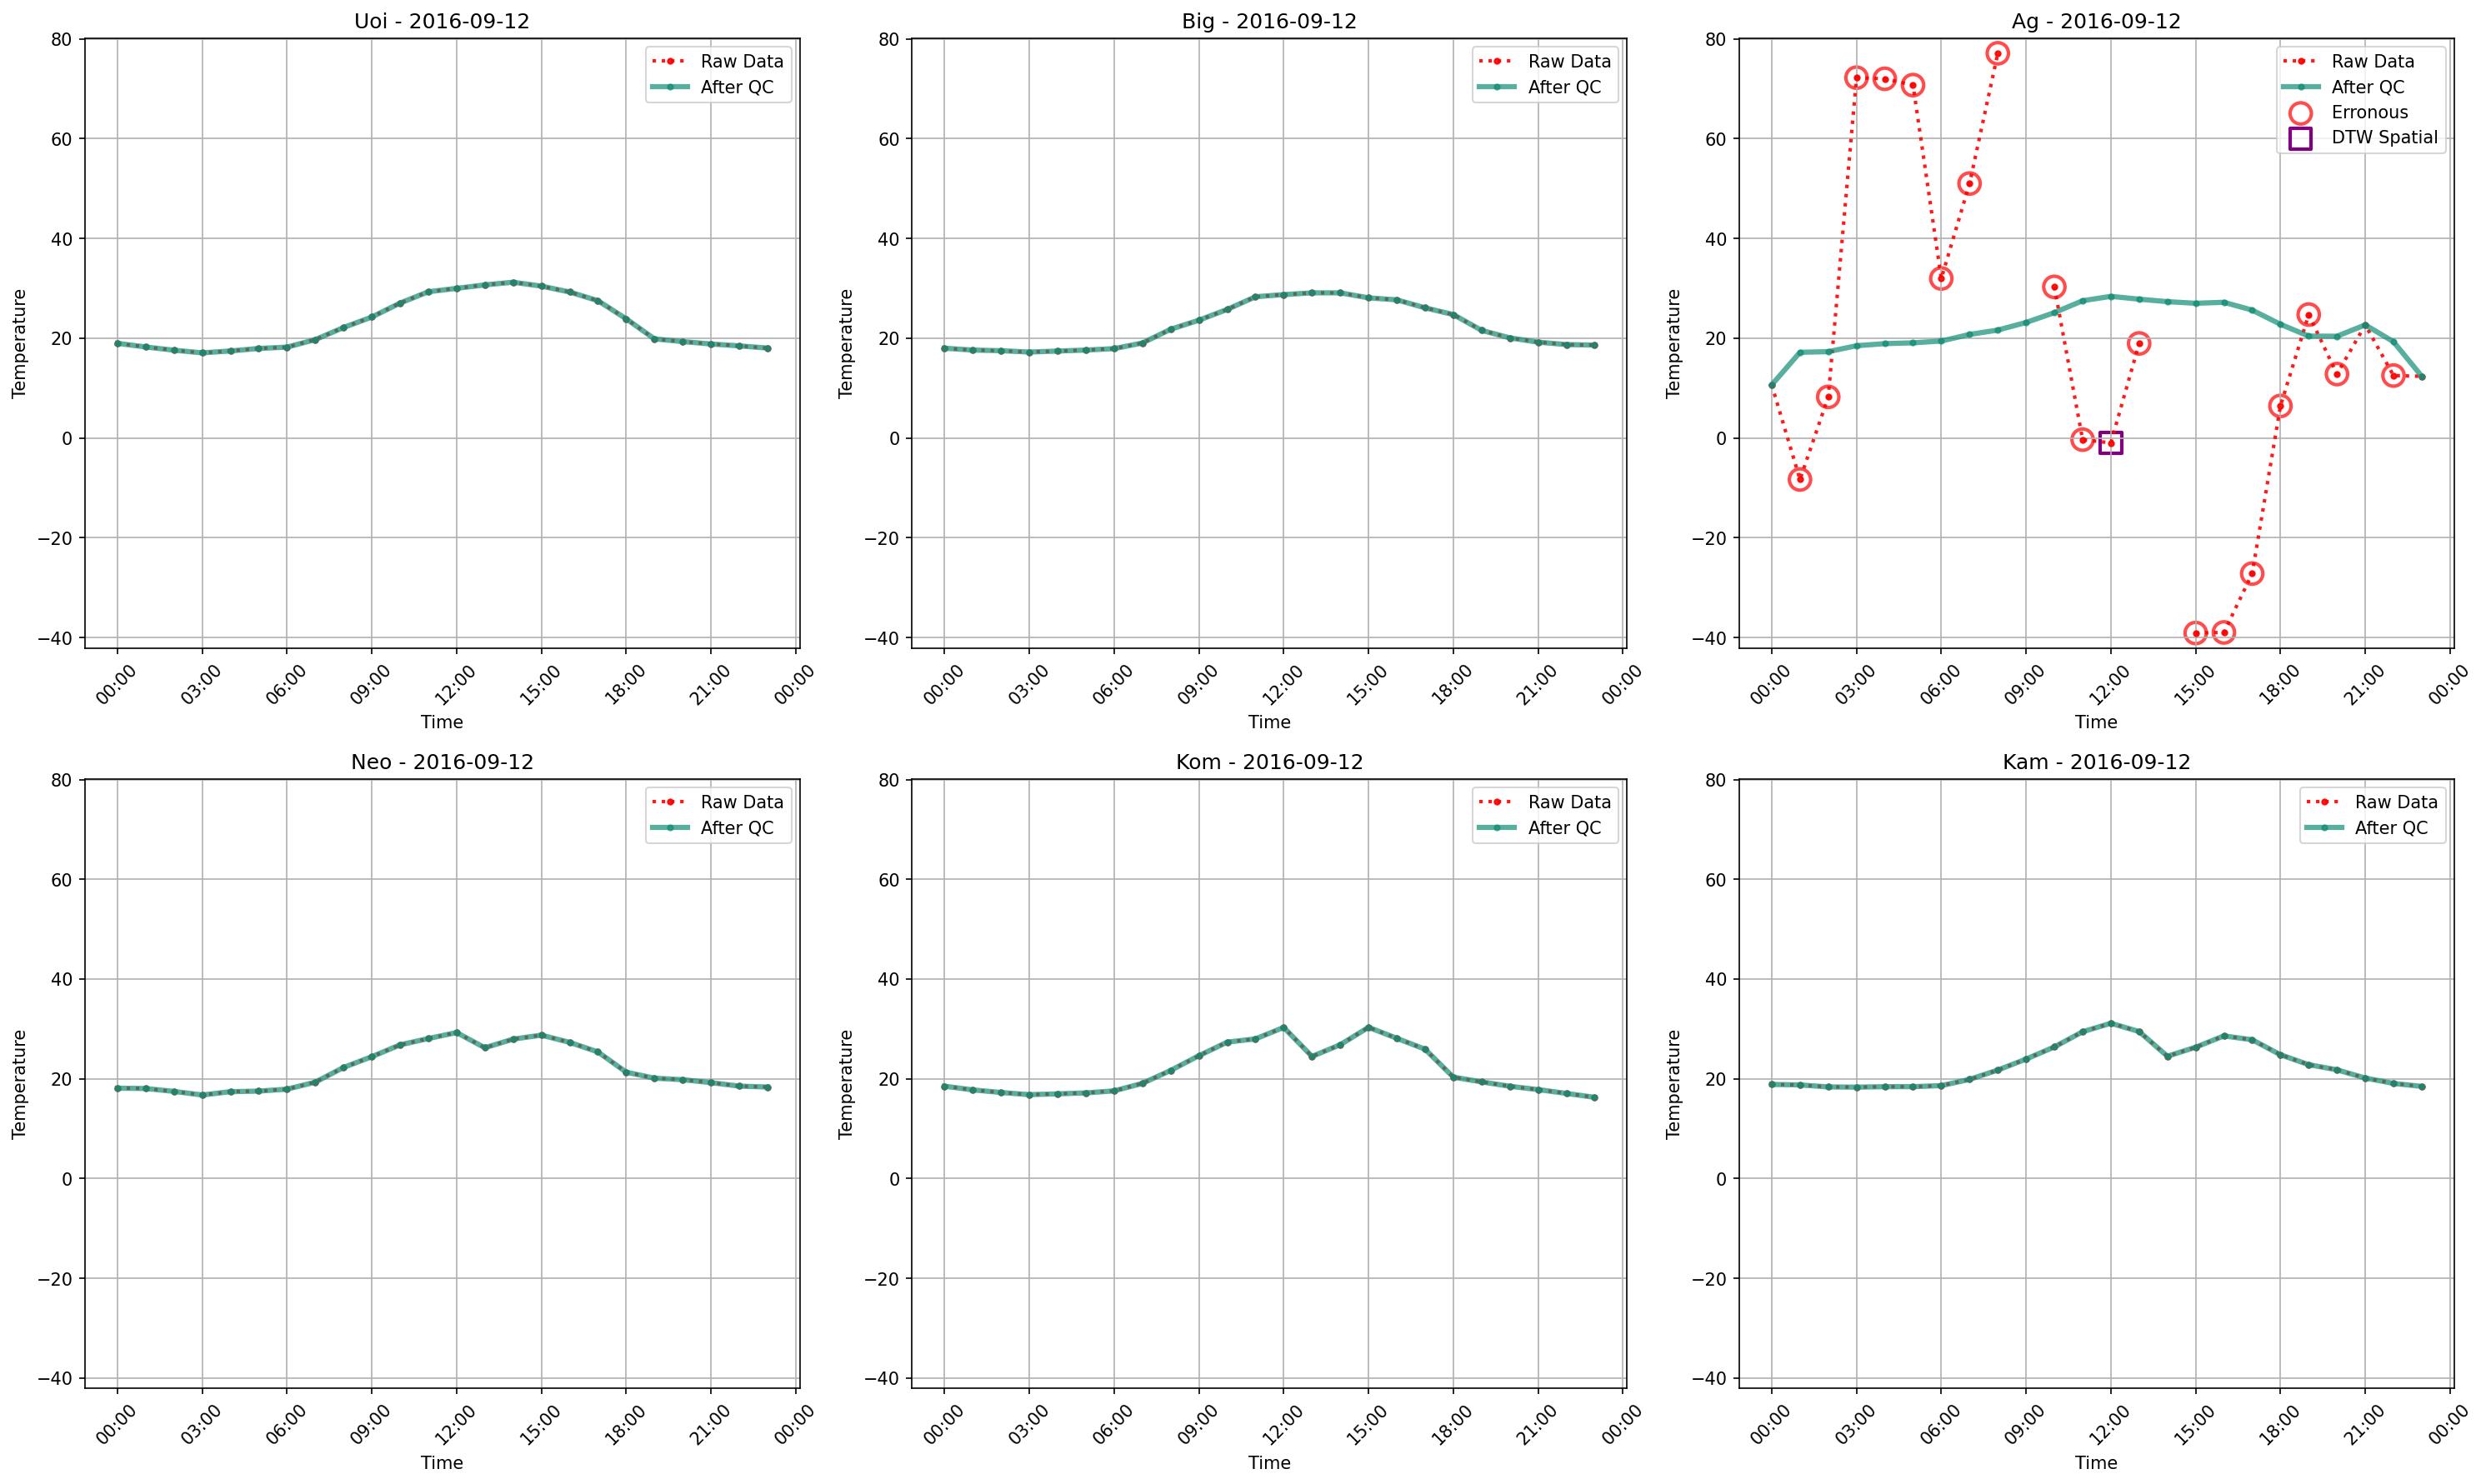 Uoi - 2016-09-12
80
60
40
20
0
−20
−40
Temperature
00:00 03:00 06:00 09:00 12:00 15:00 18:00 21:00 00:00
Time
Raw Data
After QC
Big - 2016-09-12
80
60
40
20
0
−20
−40
Temperature
00:00 03:00 06:00 09:00 12:00 15:00 18:00 21:00 00:00
Time
Raw Data
After QC
Ag - 2016-09-12
80
60
40
20
0
−20
−40
Temperature
00:00 03:00 06:00 09:00 12:00 15:00 18:00 21:00 00:00
Time
Raw Data
After QC
Erronous
DTW Spatial
Neo - 2016-09-12
80
60
40
20
0
−20
−40
Temperature
00:00 03:00 06:00 09:00 12:00 15:00 18:00 21:00 00:00
Time
Raw Data
After QC
Kom - 2016-09-12
80
60
40
20
0
−20
−40
Temperature
00:00 03:00 06:00 09:00 12:00 15:00 18:00 21:00 00:00
Time
Raw Data
After QC
Kam - 2016-09-12
80
60
40
20
0
−20
−40
Temperature
00:00 03:00 06:00 09:00 12:00 15:00 18:00 21:00 00:00
Time
Raw Data
After QC